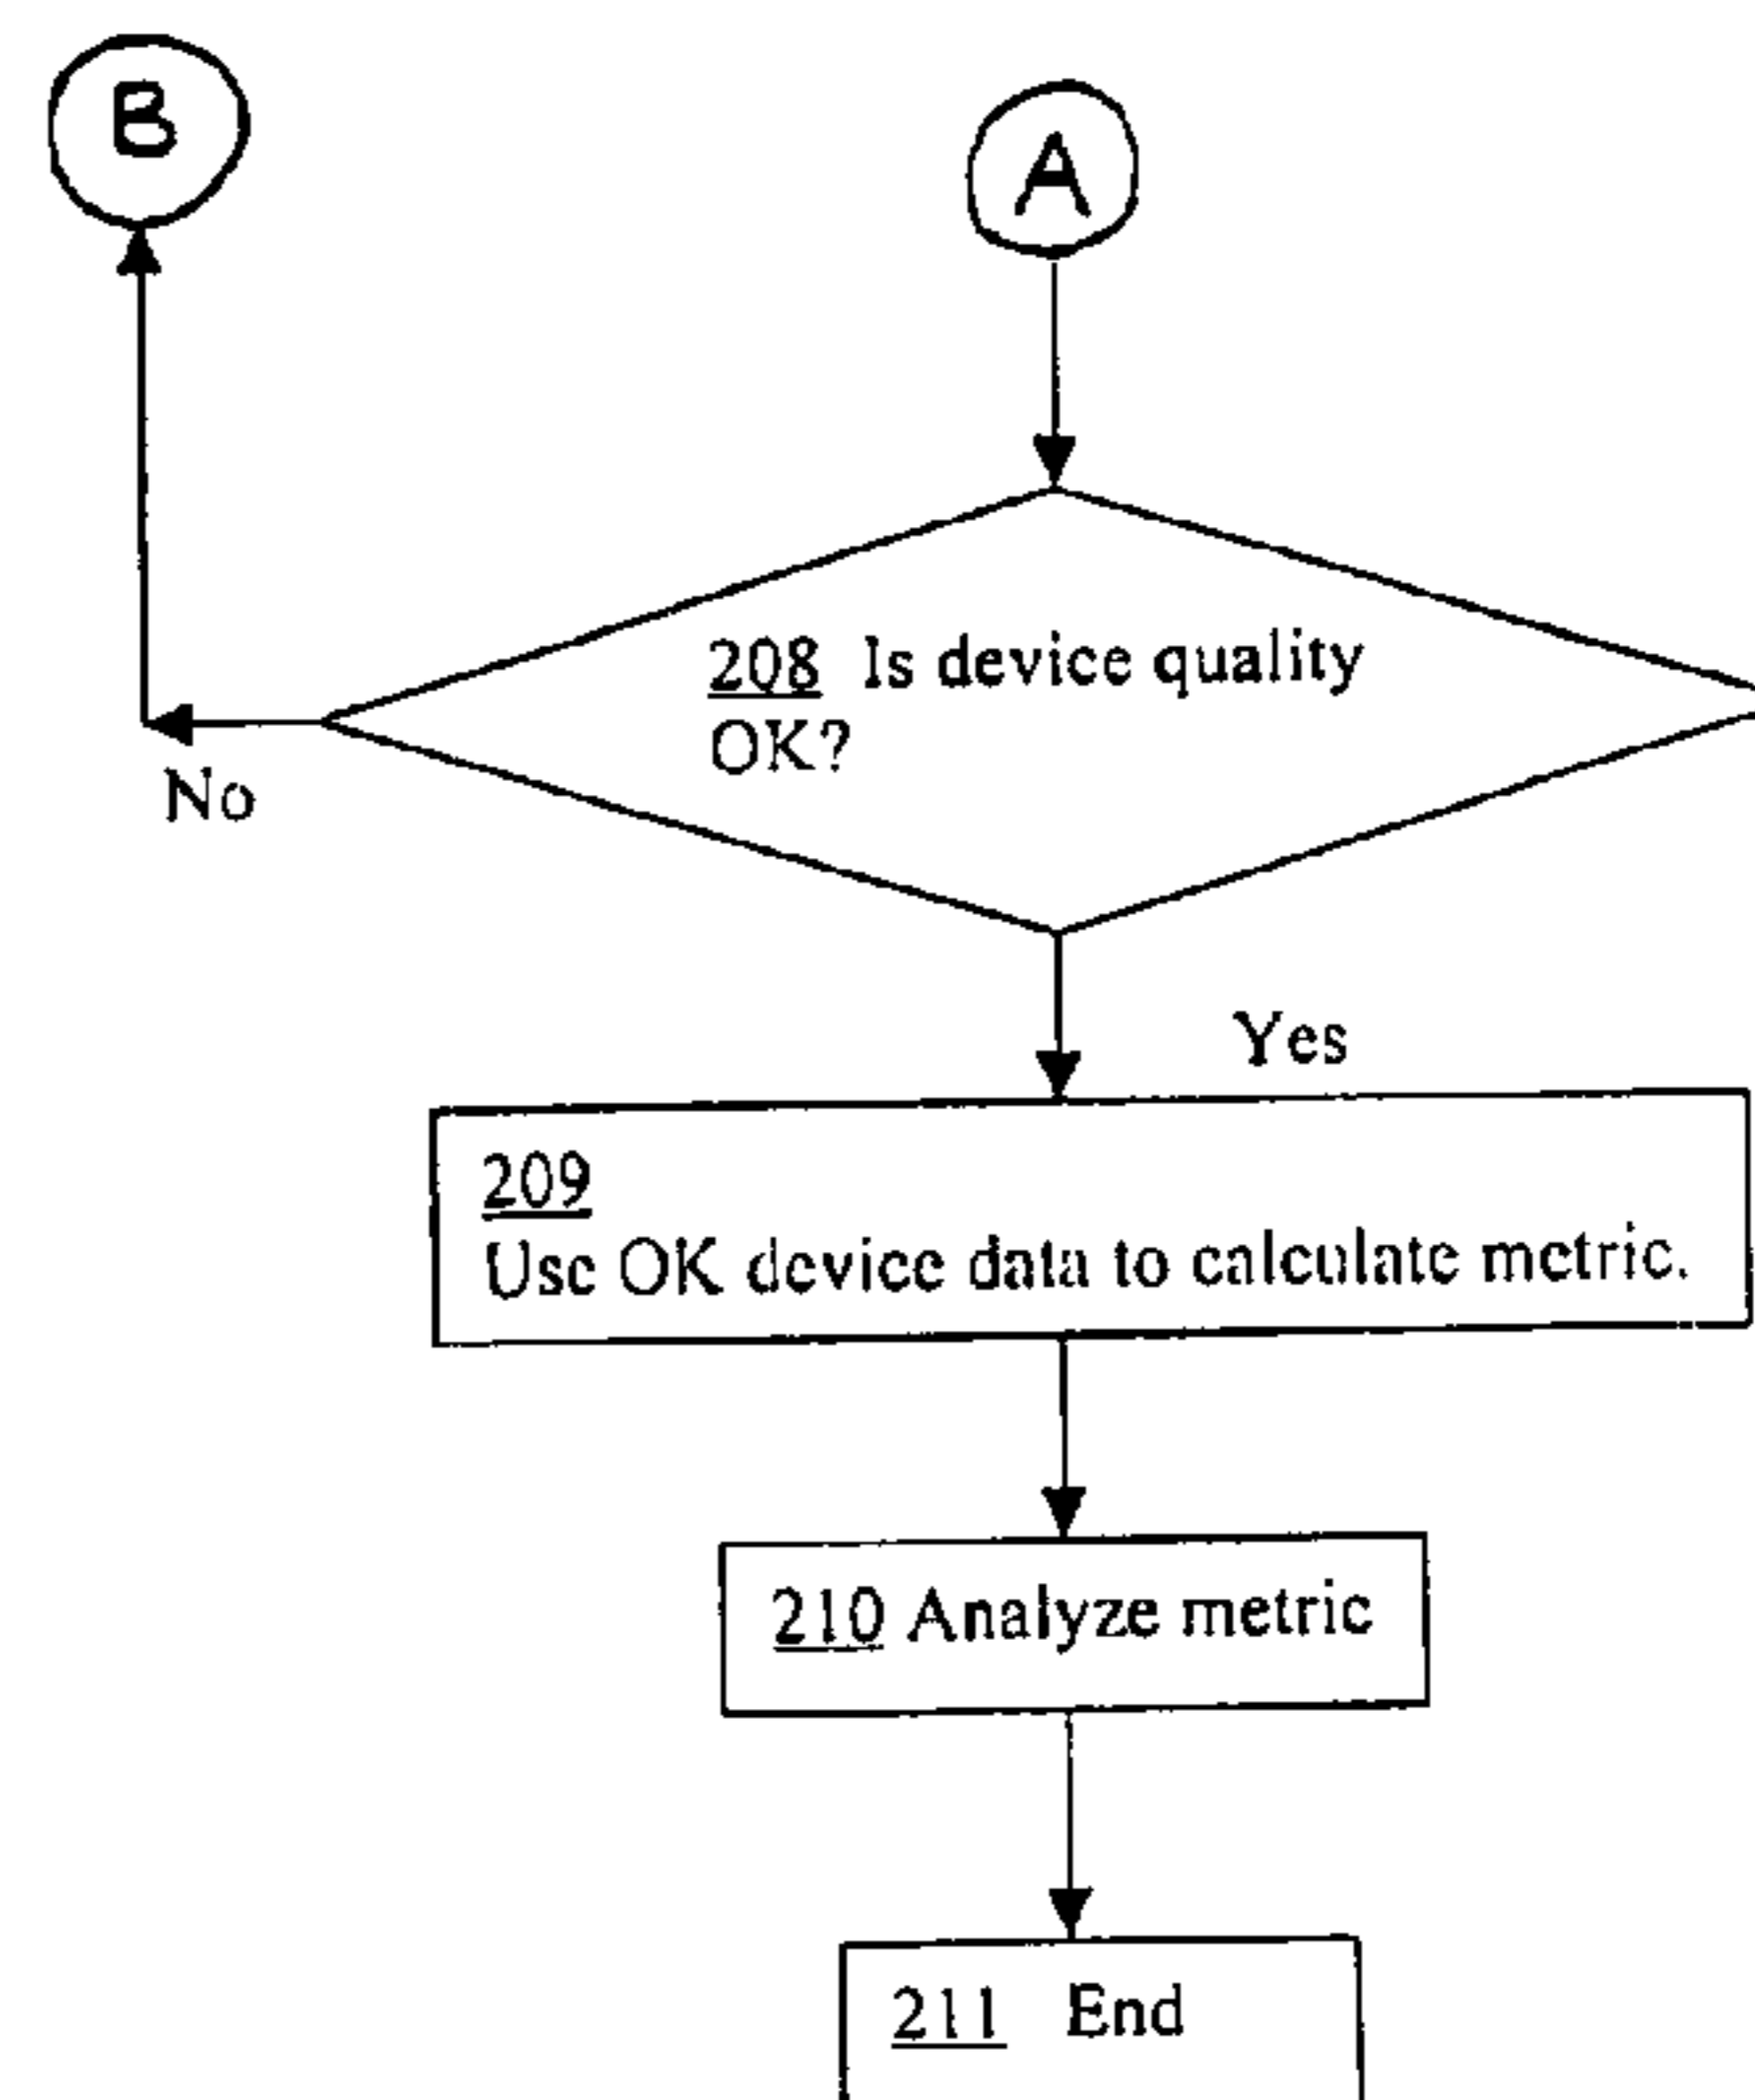 B
A
208 Is device quality
OK?
No
Yes
209
Use OK device data to calculate metric.
210 Analyze metric
211 End